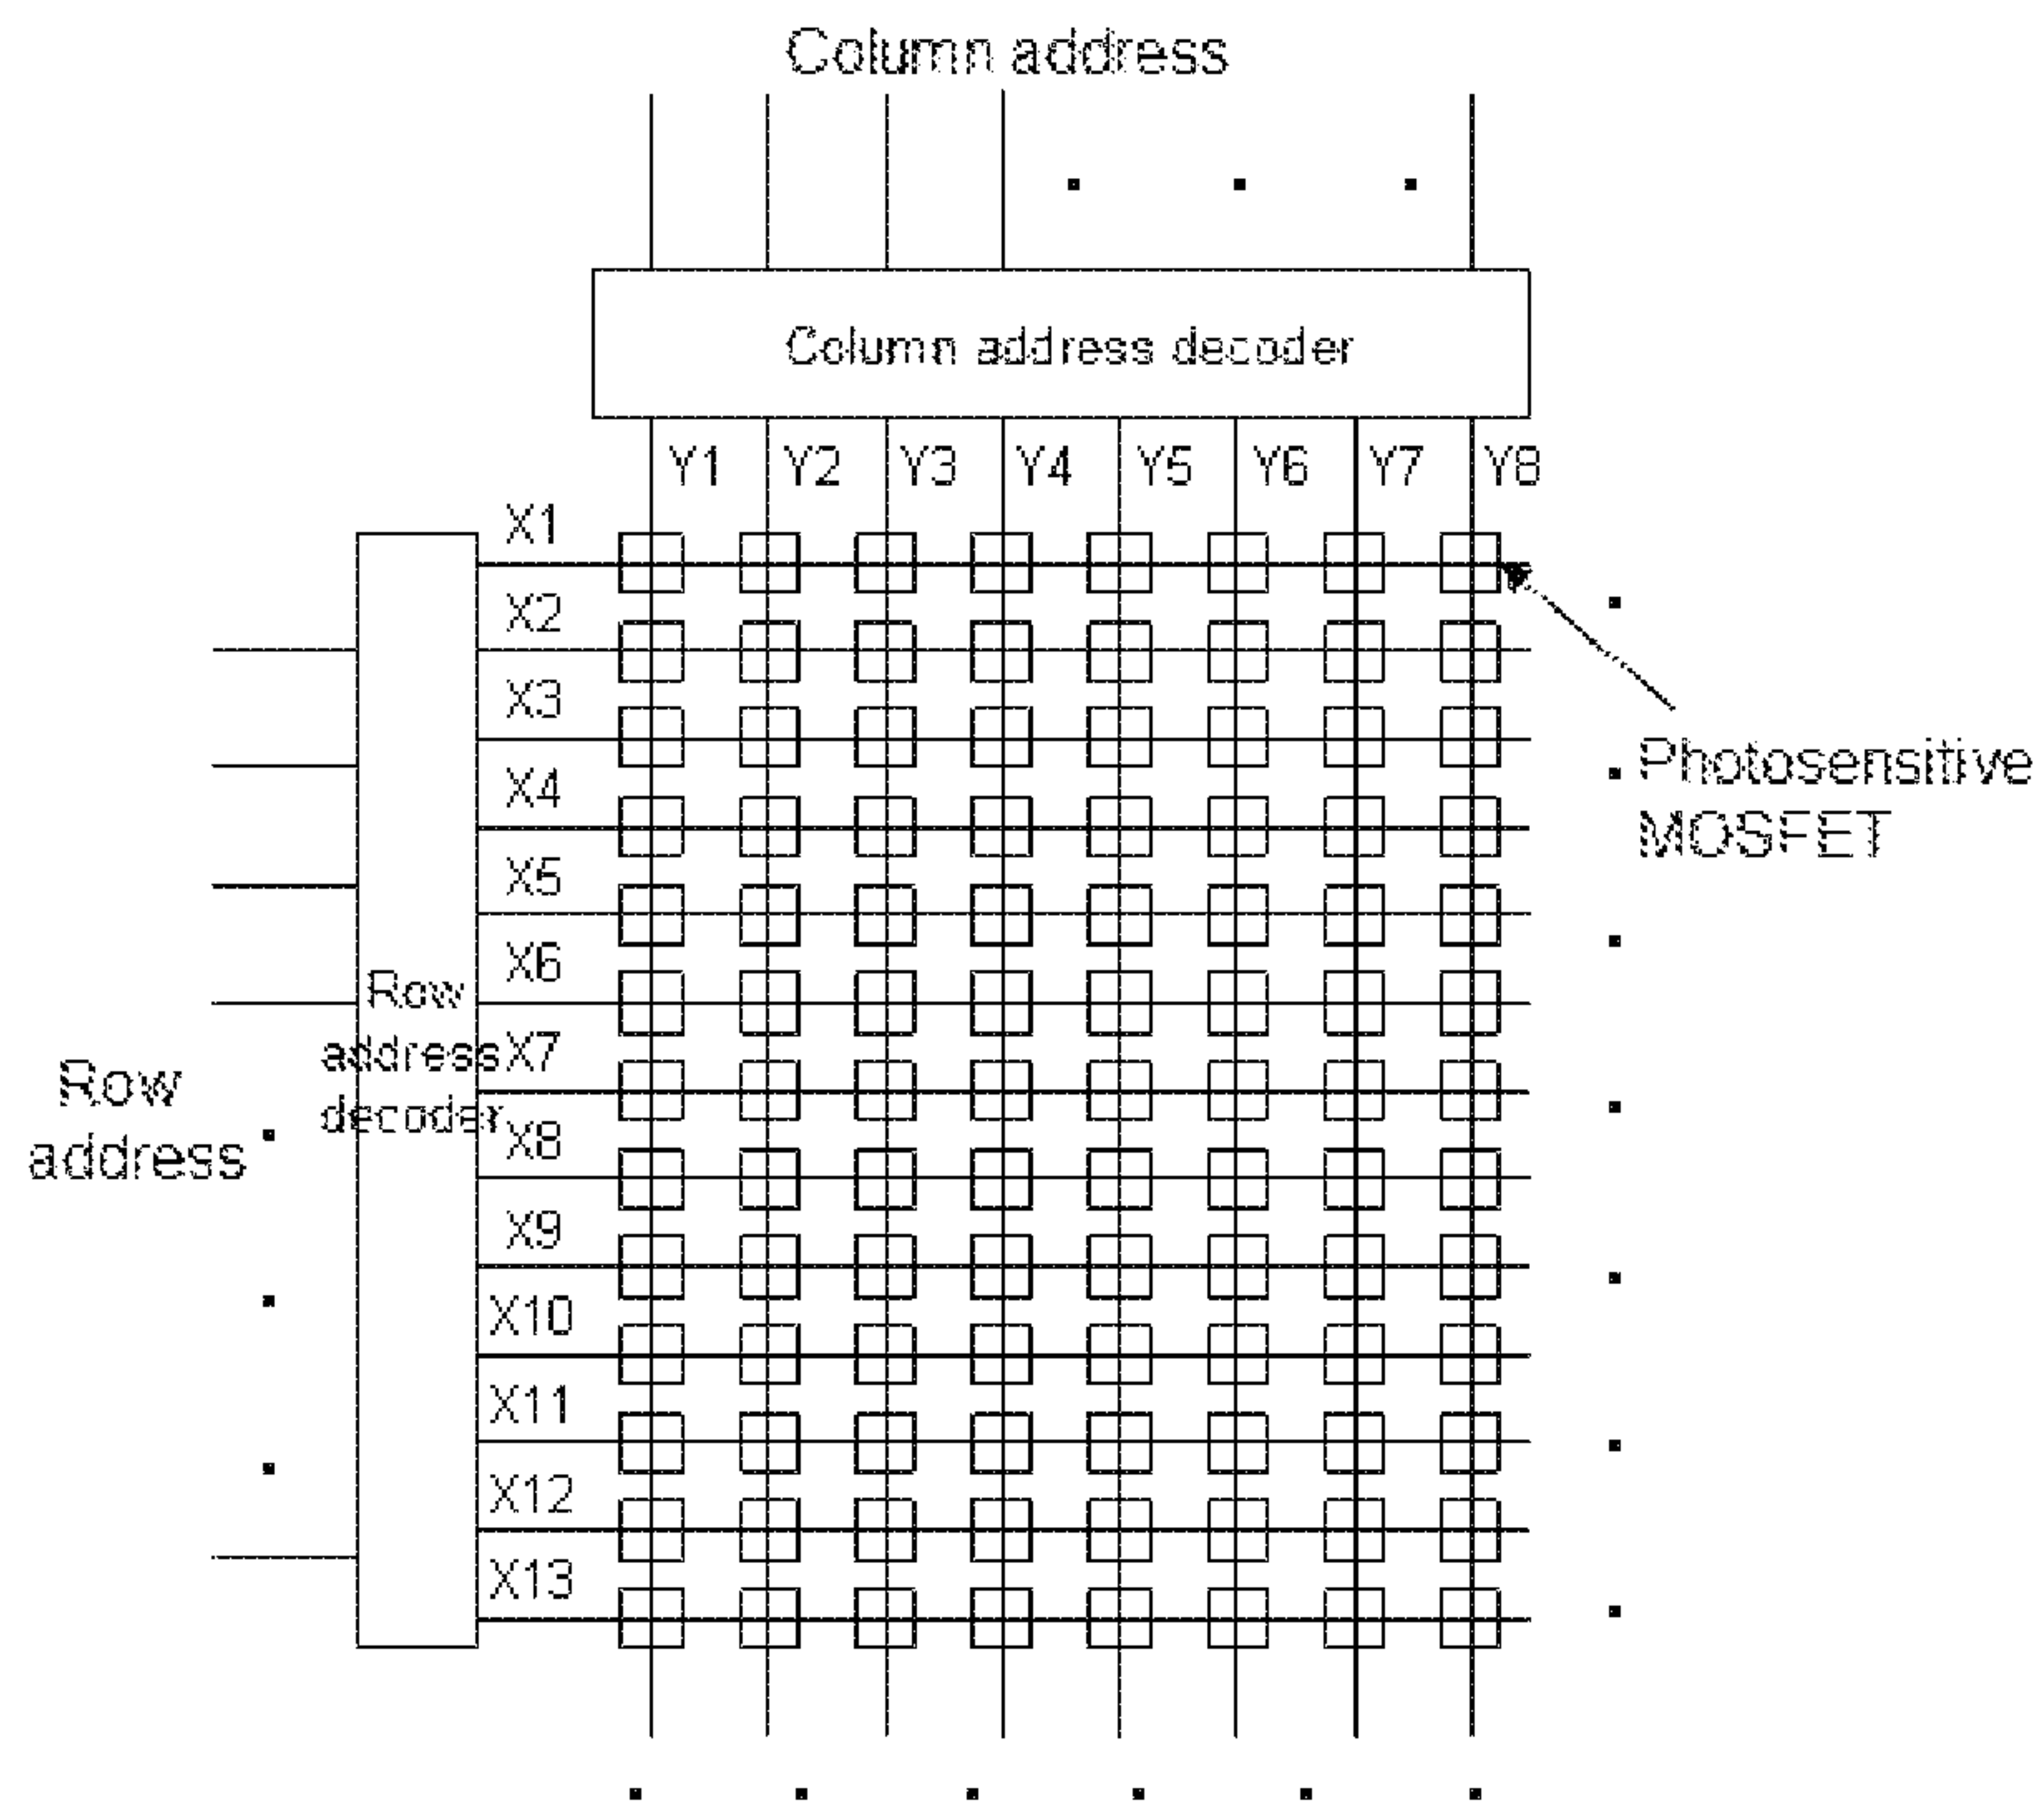 Column address
Column address decoder
Y1 Y2 Y3 Y4 Y5 Y6 Y7 Y8
X1
X2
X3
X4
X5
X6
X7
X8
X9
X10
X11
X12
X13
Row
address
decoder
Row
address
Photosensitive
MOSFET